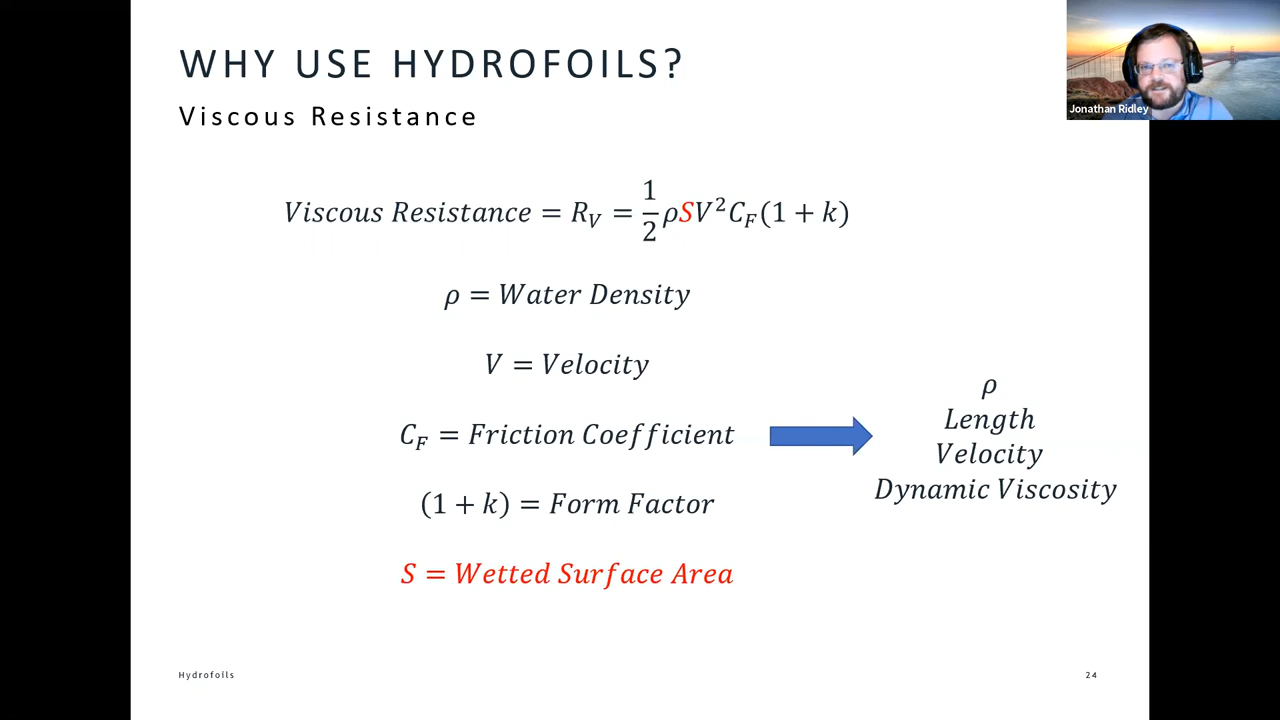 WHY USE HYDROFOILS?
Viscous Resistance
Jonathan Ridley
Viscous Resistance = R_V = 1/2 ρSV²C_F(1 + k)
ρ = Water Density
V = Velocity
C_F = Friction Coefficient
ρ
Length
Velocity
Dynamic Viscosity
(1 + k) = Form Factor
S = Wetted Surface Area
Hydrofoils
24